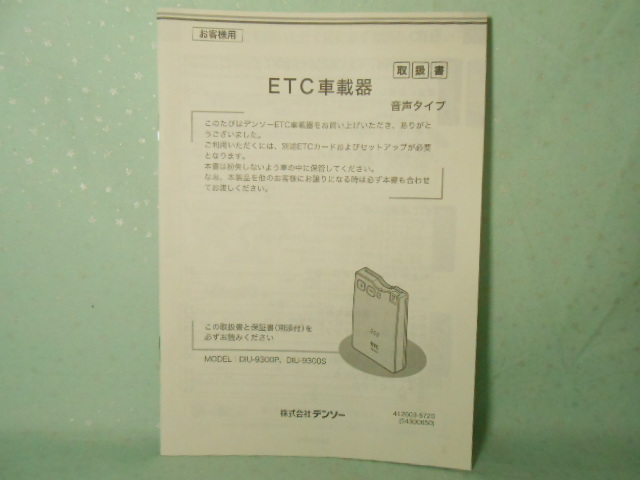 お客様用
取扱書
ETC車載器
音声タイプ
このたびはデンソーETC車載器をお買い上げいただき、ありがと
うございました。
ご利用いただくには、別途ETCカードおよびセットアップが必要
となります。
本書は紛失しないよう車の中に保管してください。
なお、本製品を他のお客様にお譲りになる時は必ず本書も合わせ
てお渡しください。
この取扱書と保証書(別添付)を
必ずお読みください
MODEL：DIU-9300P、DIU-9300S
株式会社デンソー